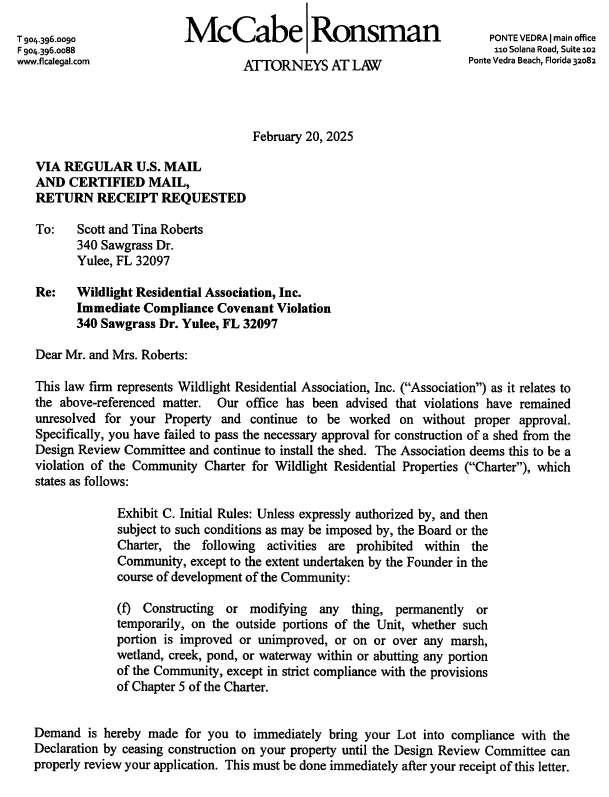 T 904.396.0090
F 904.396.0088
www.flcalegal.com
McCabe|Ronsman
ATTORNEYS AT LAW
PONTE VEDRA | main office
110 Solana Road, Suite 102
Ponte Vedra Beach, Florida 32082
February 20, 2025
VIA REGULAR U.S. MAIL
AND CERTIFIED MAIL,
RETURN RECEIPT REQUESTED
To: Scott and Tina Roberts
340 Sawgrass Dr.
Yulee, FL 32097
Re: Wildlight Residential Association, Inc.
Immediate Compliance Covenant Violation
340 Sawgrass Dr. Yulee, FL 32097
Dear Mr. and Mrs. Roberts:
This law firm represents Wildlight Residential Association, Inc. (“Association”) as it relates to
the above-referenced matter. Our office has been advised that violations have remained
unresolved for your Property and continue to be worked on without proper approval.
Specifically, you have failed to pass the necessary approval for construction of a shed from the
Design Review Committee and continue to install the shed. The Association deems this to be a
violation of the Community Charter for Wildlight Residential Properties (“Charter”), which
states as follows:
Exhibit C. Initial Rules: Unless expressly authorized by, and then
subject to such conditions as may be imposed by, the Board or the
Charter, the following activities are prohibited within the
Community, except to the extent undertaken by the Founder in the
course of development of the Community:
(f) Constructing or modifying any thing, permanently or
temporarily, on the outside portions of the Unit, whether such
portion is improved or unimproved, or on or over any marsh,
wetland, creek, pond, or waterway within or abutting any portion
of the Community, except in strict compliance with the provisions
of Chapter 5 of the Charter.
Demand is hereby made for you to immediately bring your Lot into compliance with the
Declaration by ceasing construction on your property until the Design Review Committee can
properly review your application. This must be done immediately after your receipt of this letter.